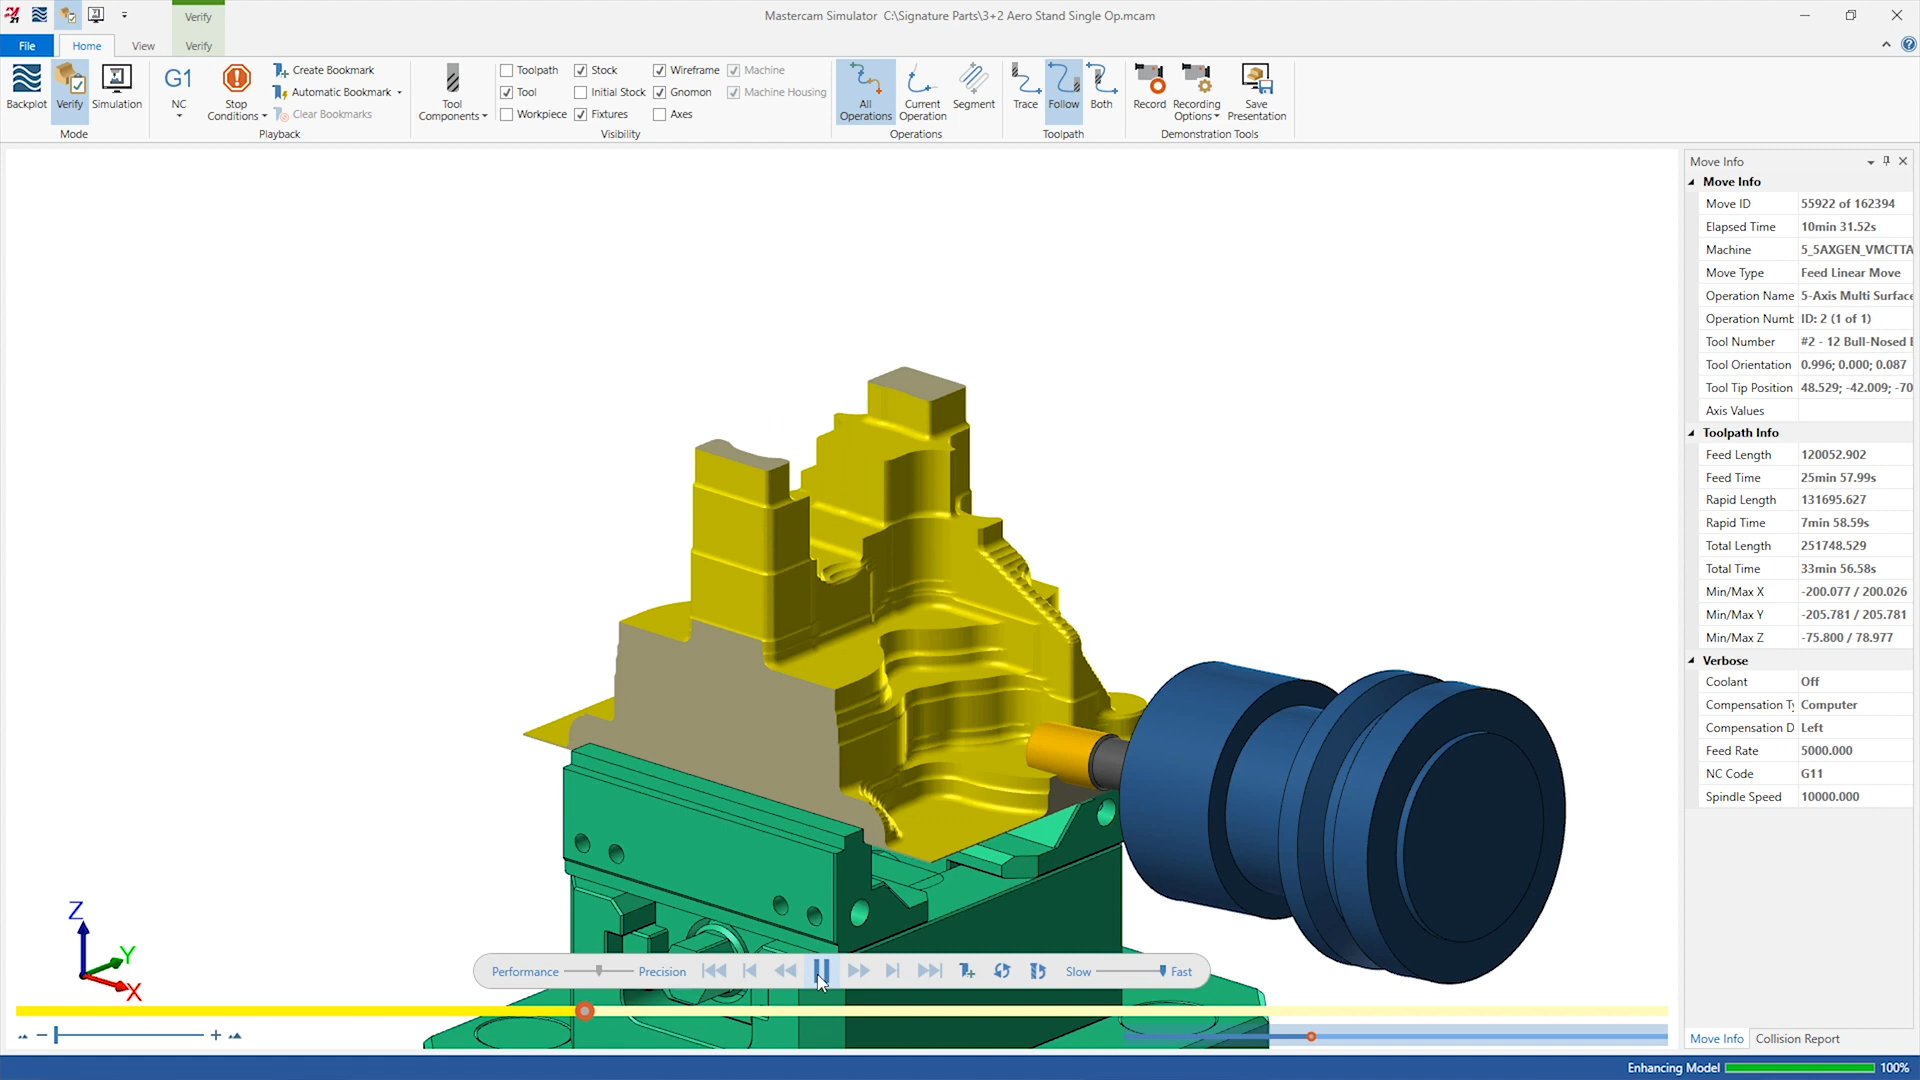 21
Verify
Mastercam Simulator C:\Signature Parts\3+2 Aero Stand Single Op.mcam
File
Home
View
Verify
?
Backplot
Verify
Simulation
Mode
G1
NC
Stop
Conditions
Create Bookmark
Automatic Bookmark
Clear Bookmarks
Playback
Tool
Components
Toolpath
Stock
Wireframe
Machine
Tool
Initial Stock
Gnomon
Machine Housing
Workpiece
Fixtures
Axes
Visibility
All
Operations
Current
Operation
Segment
Operations
Trace
Follow
Both
Toolpath
Record
Recording
Options
Save
Presentation
Demonstration Tools
Move Info
Move Info
Move ID 55922 of 162394
Elapsed Time 10min 31.52s
Machine 5_5AXGEN_VMCTTA
Move Type Feed Linear Move
Operation Name 5-Axis Multi Surface
Operation Numb ID: 2 (1 of 1)
Tool Number #2 - 12 Bull-Nosed E
Tool Orientation 0.996; 0.000; 0.087
Tool Tip Position 48.529; -42.009; -70
Axis Values
Toolpath Info
Feed Length 120052.902
Feed Time 25min 57.99s
Rapid Length 131695.627
Rapid Time 7min 58.59s
Total Length 251748.529
Total Time 33min 56.58s
Min/Max X -200.077 / 200.026
Min/Max Y -205.781 / 205.781
Min/Max Z -75.800 / 78.977
Verbose
Coolant Off
Compensation Ty Computer
Compensation D Left
Feed Rate 5000.000
NC Code G11
Spindle Speed 10000.000
Z
Y
X
Performance
Precision
Slow
Fast
Move Info
Collision Report
Enhancing Model
100%